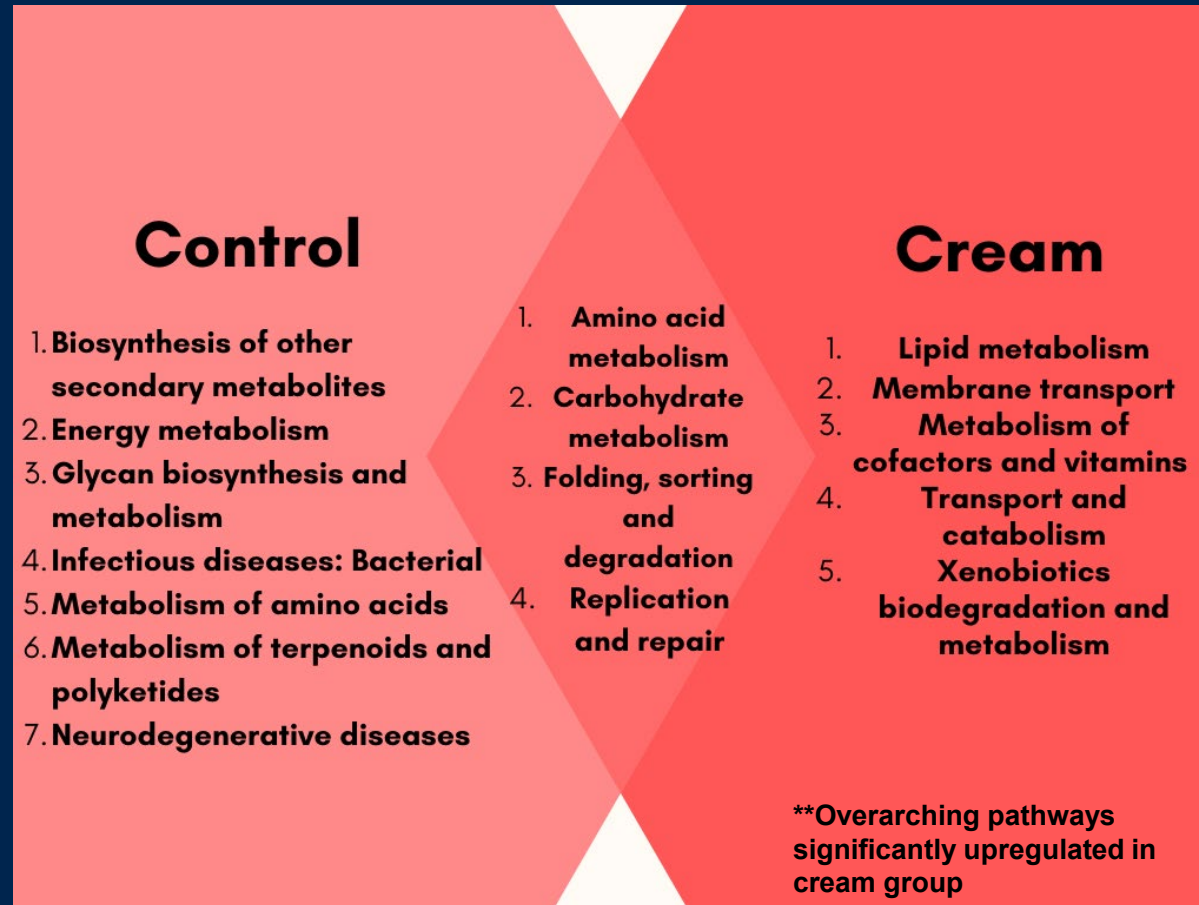 Control
1. Biosynthesis of other
secondary metabolites
2. Energy metabolism
3. Glycan biosynthesis and
metabolism
4. Infectious diseases: Bacterial
5. Metabolism of amino acids
6. Metabolism of terpenoids and
polyketides
7. Neurodegenerative diseases
1. Amino acid
metabolism
2. Carbohydrate
metabolism
3. Folding, sorting
and
degradation
4. Replication
and repair
Cream
1. Lipid metabolism
2. Membrane transport
3. Metabolism of
cofactors and vitamins
4. Transport and
catabolism
5. Xenobiotics
biodegradation and
metabolism
**Overarching pathways
significantly upregulated in
cream group